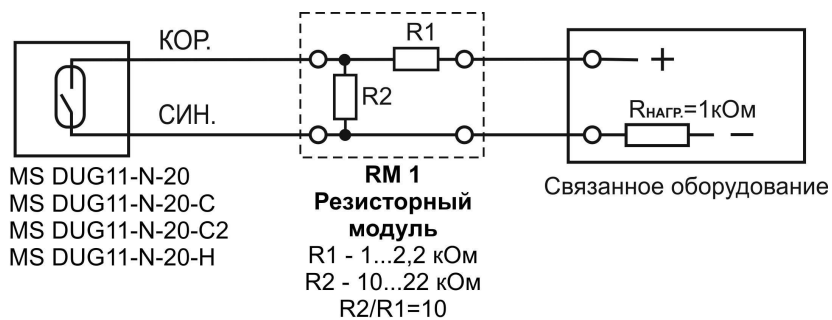 КОР.
R1
+
R2
СИН.
RНАГР.=1кОм
–
MS DUG11-N-20
MS DUG11-N-20-C
MS DUG11-N-20-C2
MS DUG11-N-20-H
RM 1
Резисторный
модуль
R1 - 1...2,2 кОм
R2 - 10...22 кОм
R2/R1=10
Связанное оборудование